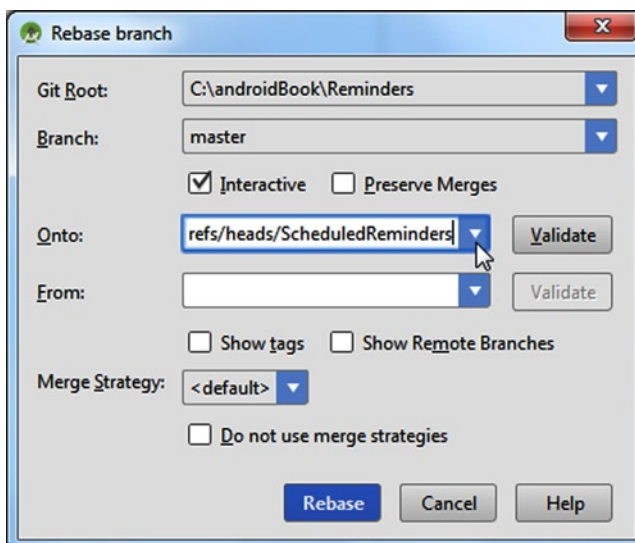 Rebase branch
Git Root: C:\androidBook\Reminders
Branch: master
Interactive Preserve Merges
Onto: refs/heads/ScheduledReminders Validate
From: Validate
Show tags Show Remote Branches
Merge Strategy: <default>
Do not use merge strategies
Rebase Cancel Help